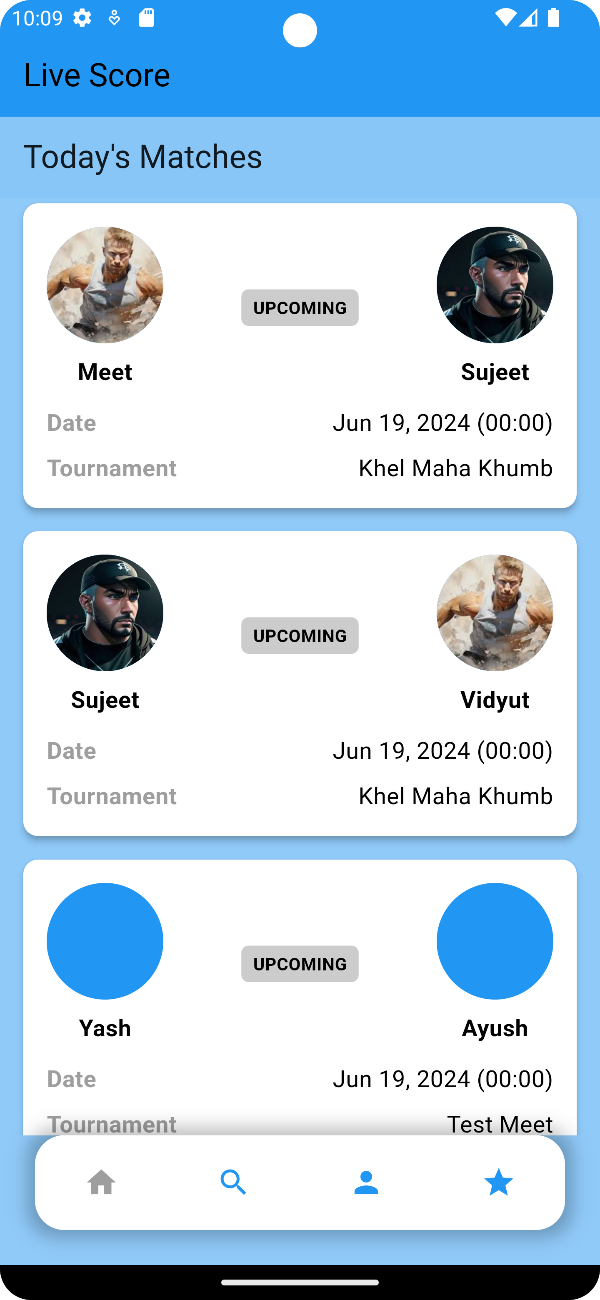 10:09
Live Score
Today's Matches
UPCOMING
Meet Sujeet
Date Jun 19, 2024 (00:00)
Tournament Khel Maha Khumb
UPCOMING
Sujeet Vidyut
Date Jun 19, 2024 (00:00)
Tournament Khel Maha Khumb
UPCOMING
Yash Ayush
Date Jun 19, 2024 (00:00)
Tournament Test Meet